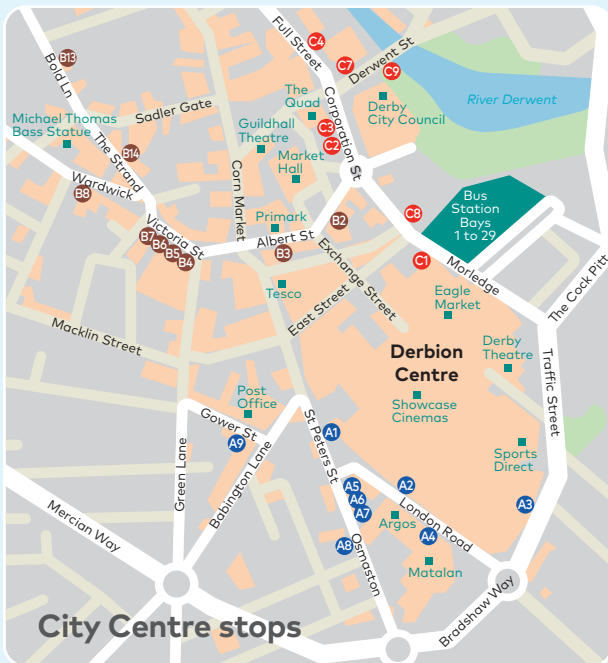 Full Street
C4
B13
C7
Derwent St
C9
Bold Ln
River Derwent
The
Quad
Derby
City Council
Sadler Gate
Michael Thomas
Bass Statue
Guildhall
Theatre
C3
C2
Corporation St
The Strand
B14
Market
Hall
Corn Market
Wardwick
B8
Bus
Station
Bays
1 to 29
C8
Primark
B2
Victoria St
B7
B6
B5
B4
Albert St
B3
C1
Morledge
Exchange Street
The Cock Pitt
Tesco
Eagle
Market
East Street
Macklin Street
Derbion
Centre
Derby
Theatre
Traffic Street
Post
Office
Showcase
Cinemas
Gower St
A9
St Peters St
A1
Green Lane
Babington Lane
Sports
Direct
A5
A6
A7
A2
A3
Mercian Way
London Road
Argos
A4
A8
Osmaston
Matalan
Bradshaw Way
City Centre stops